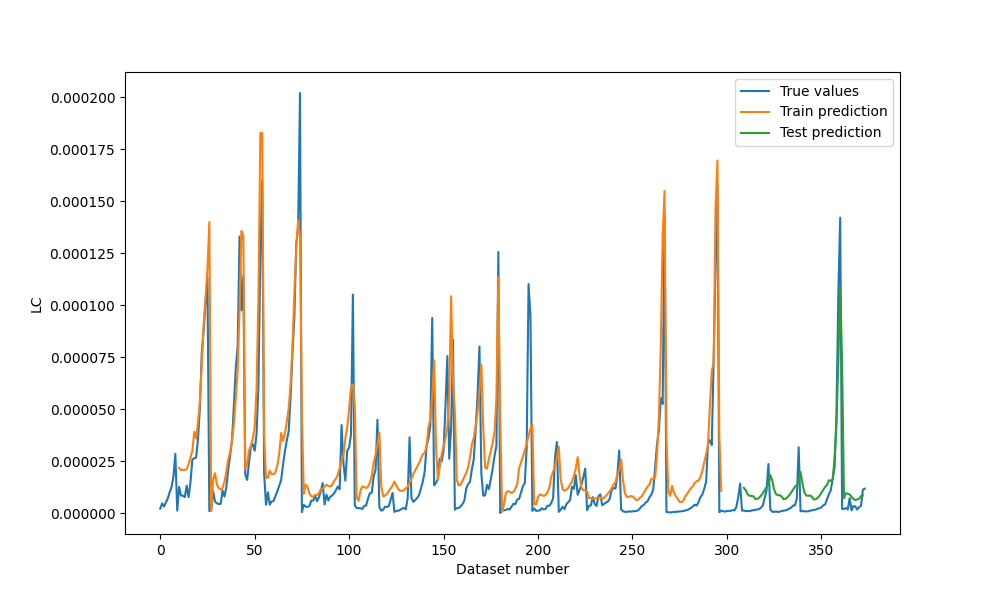 True values
Train prediction
Test prediction
0.000200
0.000175
0.000150
0.000125
0.000100
0.000075
0.000050
0.000025
0.000000
LC
0 50 100 150 200 250 300 350
Dataset number